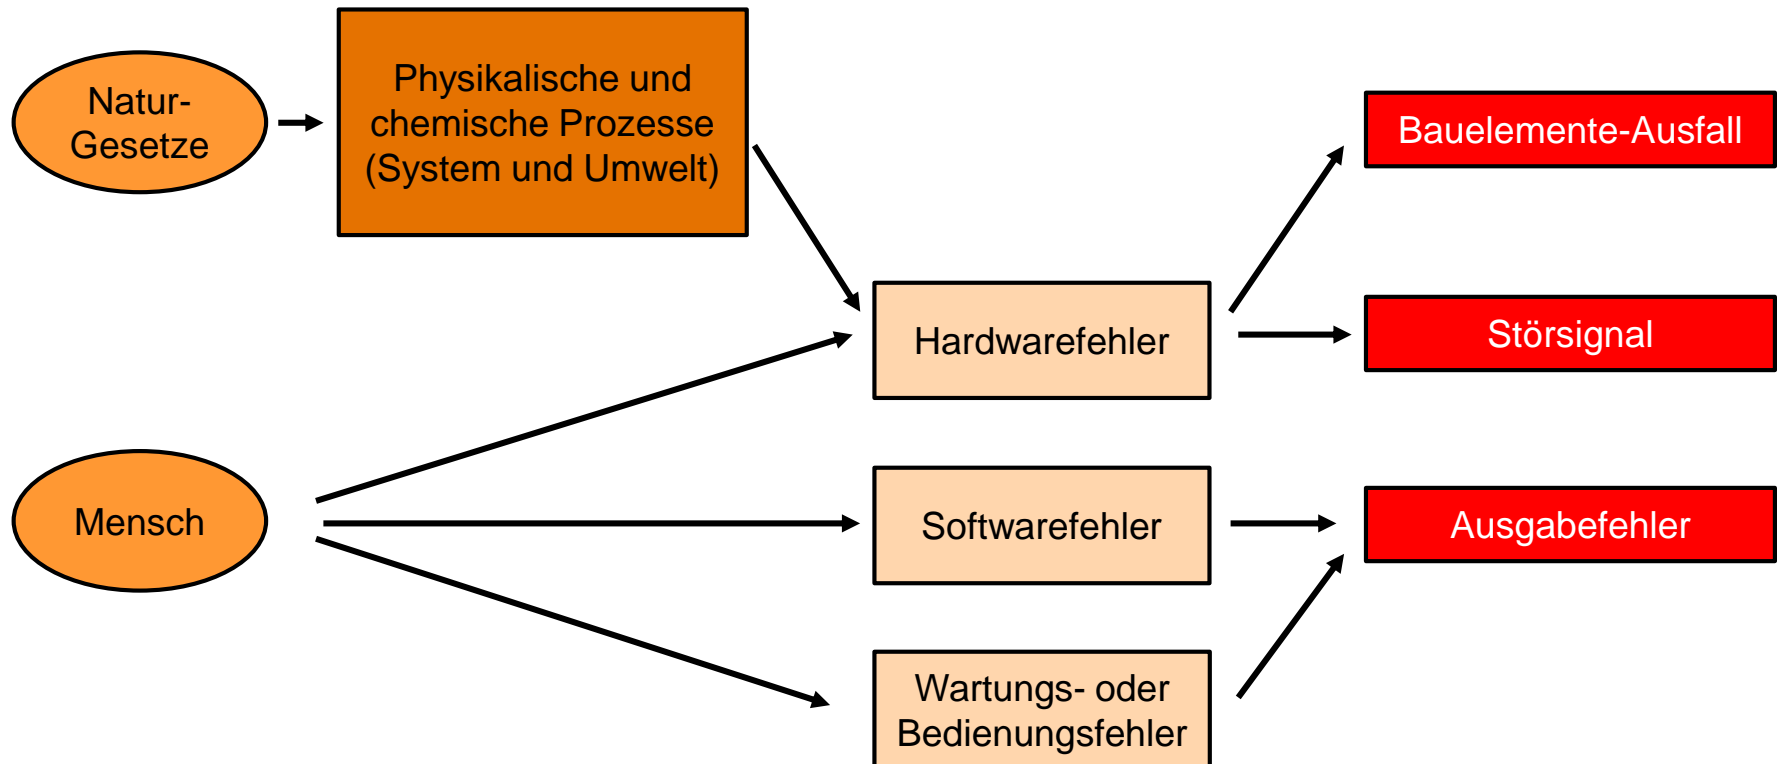 Natur-
Gesetze
Physikalische und
chemische Prozesse
(System und Umwelt)
Bauelemente-Ausfall
Hardwarefehler
Störsignal
Mensch
Softwarefehler
Ausgabefehler
Wartungs- oder
Bedienungsfehler